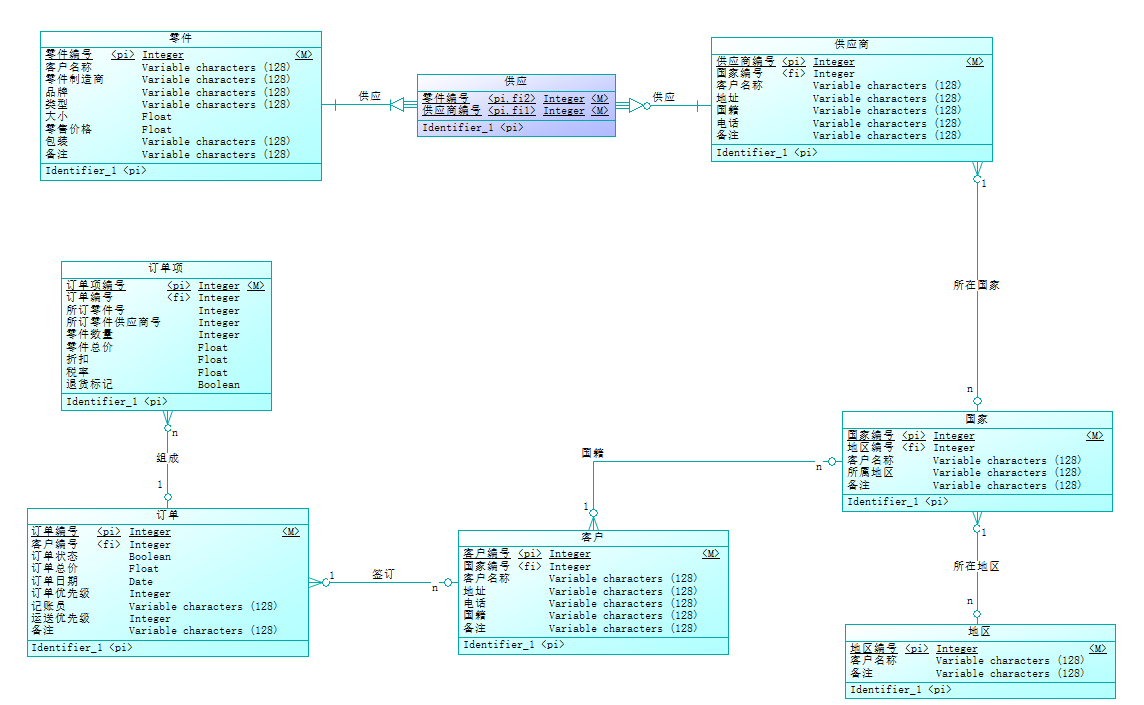 零件
零件编号 <pi> Integer <M>
客户名称 Variable characters (128)
零件制造商 Variable characters (128)
品牌 Variable characters (128)
类型 Variable characters (128)
大小 Float
零售价格 Float
包装 Variable characters (128)
备注 Variable characters (128)
Identifier_1 <pi>
供应
供应
零件编号 <pi,fi2> Integer <M>
供应商编号 <pi,fi1> Integer <M>
Identifier_1 <pi>
供应
供应商
供应商编号 <pi> Integer <M>
国家编号 <fi> Integer
客户名称 Variable characters (128)
地址 Variable characters (128)
国籍 Variable characters (128)
电话 Variable characters (128)
备注 Variable characters (128)
Identifier_1 <pi>
1
所在国家
n
订单项
订单项编号 <pi> Integer <M>
订单编号 <fi> Integer
所订零件号 Integer
所订零件供应商号 Integer
零件数量 Integer
零件总价 Float
折扣 Float
税率 Float
退货标记 Boolean
Identifier_1 <pi>
n
组成
1
国家
国家编号 <pi> Integer <M>
地区编号 <fi> Integer
客户名称 Variable characters (128)
所属地区 Variable characters (128)
备注 Variable characters (128)
Identifier_1 <pi>
国籍
n
1
订单
订单编号 <pi> Integer <M>
客户编号 <fi> Integer
订单状态 Boolean
订单总价 Float
订单日期 Date
订单优先级 Integer
记账员 Variable characters (128)
运送优先级 Integer
备注 Variable characters (128)
Identifier_1 <pi>
1
签订
n
客户
客户编号 <pi> Integer <M>
国家编号 <fi> Integer
客户名称 Variable characters (128)
地址 Variable characters (128)
电话 Variable characters (128)
国籍 Variable characters (128)
备注 Variable characters (128)
Identifier_1 <pi>
1
所在地区
n
地区
地区编号 <pi> Integer <M>
客户名称 Variable characters (128)
备注 Variable characters (128)
Identifier_1 <pi>